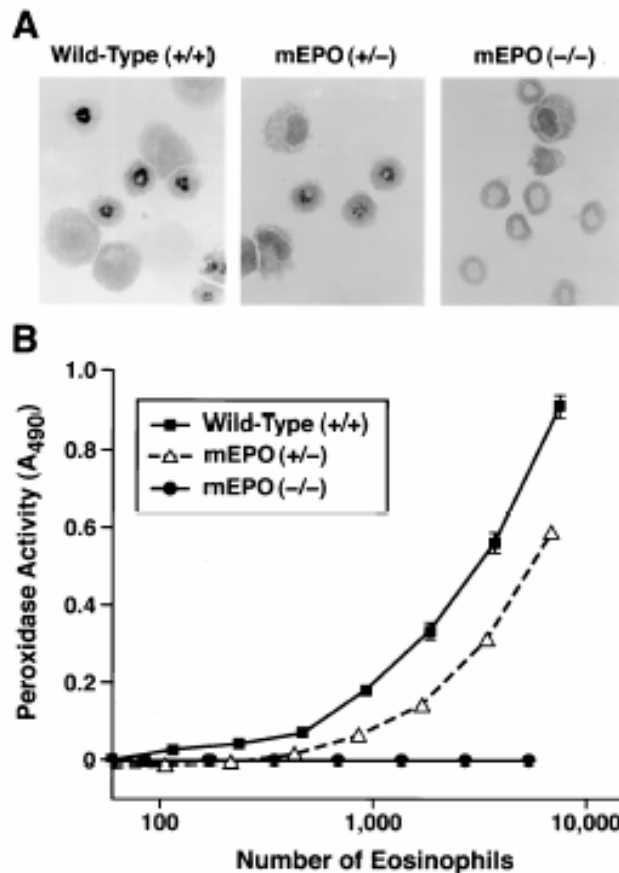 A
Wild-Type (+/+) mEPO (+/–) mEPO (–/–)
B
1.0
0.8
0.6
0.4
0.2
0
Peroxidase Activity (A490)
Wild-Type (+/+)
mEPO (+/–)
mEPO (–/–)
100 1,000 10,000
Number of Eosinophils